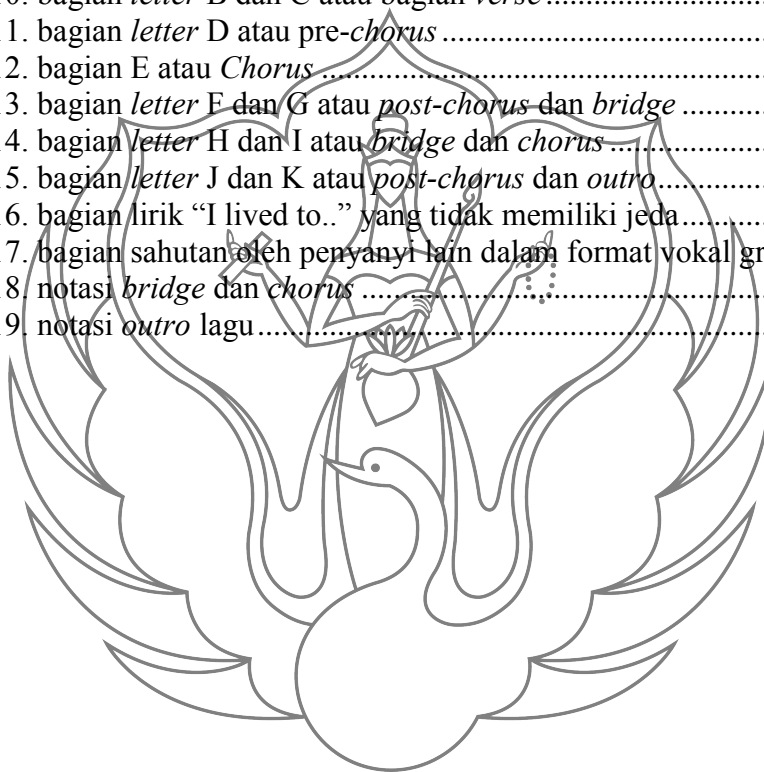 0. bagian letter B dan C atau bagian verse..............................
1. bagian letter D atau pre-chorus..........................................
2. bagian E atau Chorus..........................................................
3. bagian letter F dan G atau post-chorus dan bridge ...........
4. bagian letter H dan I atau bridge dan chorus.....................
5. bagian letter J dan K atau post-chorus dan outro..............
6. bagian lirik “I lived to..” yang tidak memiliki jeda...........
7. bagian sahutan oleh penyanyi lain dalam format vokal gr
8. notasi bridge dan chorus .....................................................
9. notasi outro lagu..................................................................